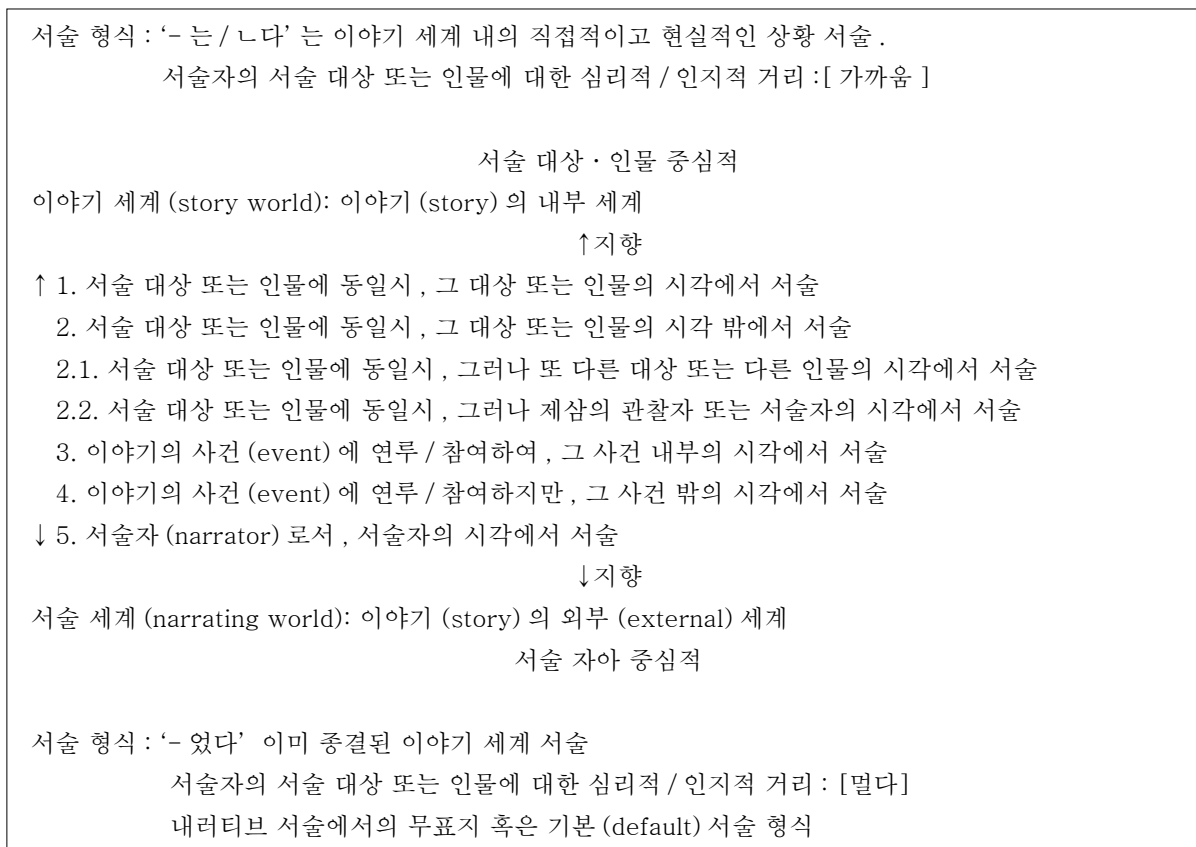 서술 형식 : ‘- 는 / ㄴ다’ 는 이야기 세계 내의 직접적이고 현실적인 상황 서술 .
서술자의 서술 대상 또는 인물에 대한 심리적 / 인지적 거리 :[ 가까움 ]
서술 대상・인물 중심적
이야기 세계 (story world): 이야기 (story) 의 내부 세계
↑지향
↑ 1. 서술 대상 또는 인물에 동일시 , 그 대상 또는 인물의 시각에서 서술
2. 서술 대상 또는 인물에 동일시 , 그 대상 또는 인물의 시각 밖에서 서술
2.1. 서술 대상 또는 인물에 동일시 , 그러나 또 다른 대상 또는 다른 인물의 시각에서 서술
2.2. 서술 대상 또는 인물에 동일시 , 그러나 제삼의 관찰자 또는 서술자의 시각에서 서술
3. 이야기의 사건 (event) 에 연루 / 참여하여 , 그 사건 내부의 시각에서 서술
4. 이야기의 사건 (event) 에 연루 / 참여하지만 , 그 사건 밖의 시각에서 서술
↓ 5. 서술자 (narrator) 로서 , 서술자의 시각에서 서술
↓지향
서술 세계 (narrating world): 이야기 (story) 의 외부 (external) 세계
서술 자아 중심적
서술 형식 : ‘- 었다’ 이미 종결된 이야기 세계 서술
서술자의 서술 대상 또는 인물에 대한 심리적 / 인지적 거리 : [멀다]
내러티브 서술에서의 무표지 혹은 기본 (default) 서술 형식